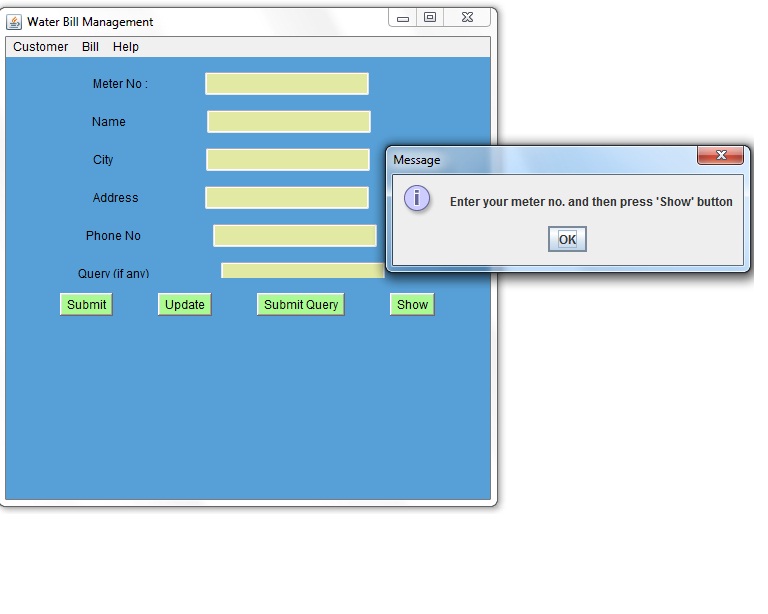 Water Bill Management
Customer Bill Help
Meter No :
Name
City
Address
Phone No
Query (if any)
Submit Update Submit Query Show
Message
Enter your meter no. and then press 'Show' button
OK